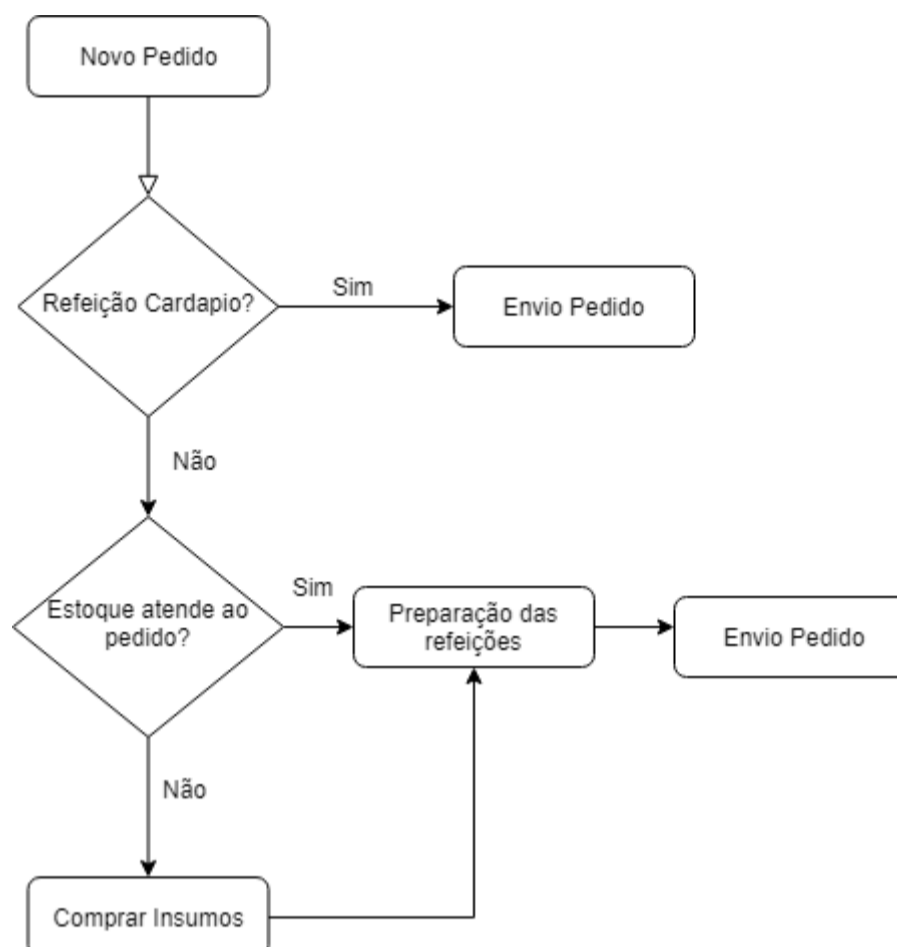 Novo Pedido
Refeição Cardapio?
Sim
Envio Pedido
Não
Estoque atende ao
pedido?
Sim
Preparação das
refeições
Envio Pedido
Não
Comprar Insumos